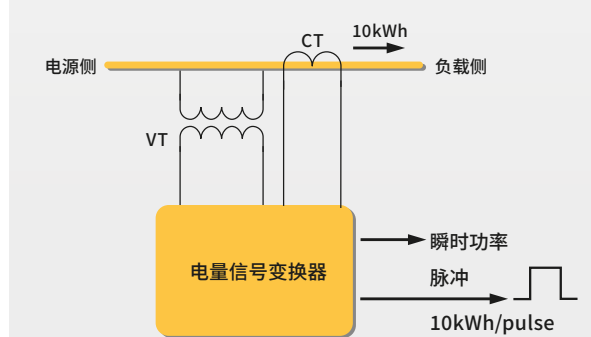 CT
10kWh
电源侧
负载侧
VT
电量信号变换器
瞬时功率
脉冲
10kWh/pulse